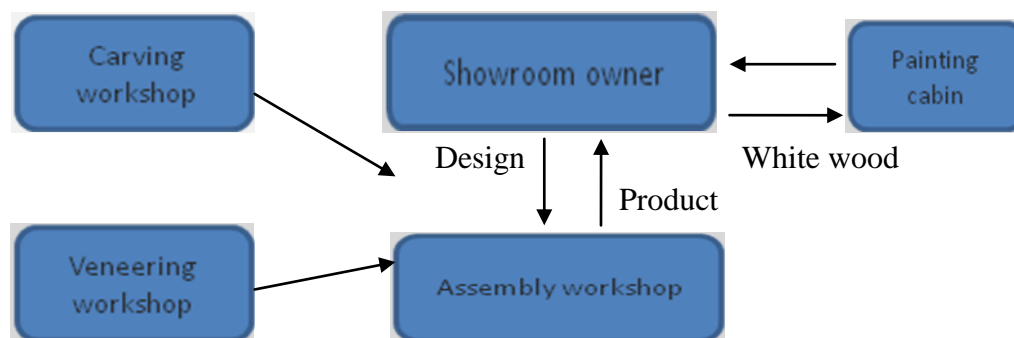 Carving
workshop
Showroom owner
Painting
cabin
Design
White wood
Product
Veneering
workshop
Assembly workshop